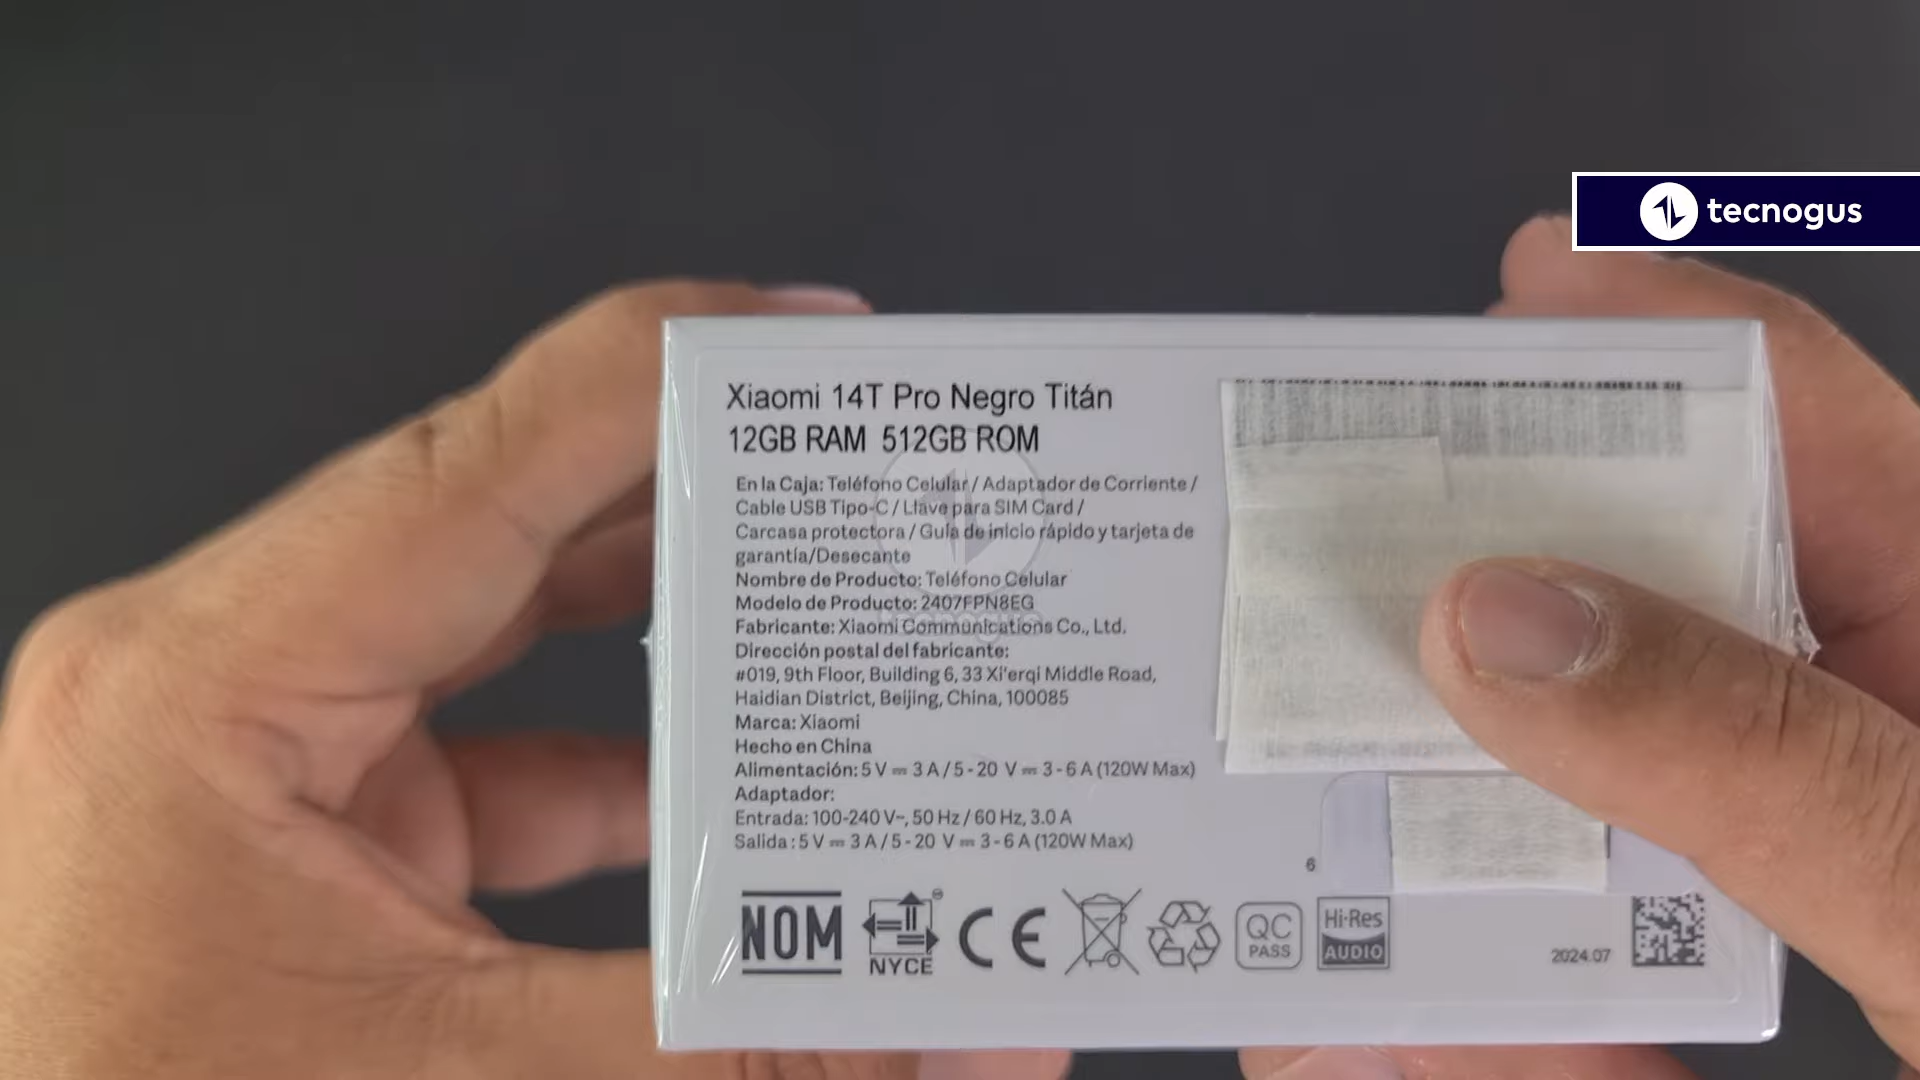 tecnogus
Xiaomi 14T Pro Negro Titán
12GB RAM 512GB ROM
En la Caja: Teléfono Celular / Adaptador de Corriente /
Cable USB Tipo-C / Llave para SIM Card /
Carcasa protectora / Guía de inicio rápido y tarjeta de
garantía/Desecante
Nombre de Producto: Teléfono Celular
Modelo de Producto: 2407FPN8EG
Fabricante: Xiaomi Communications Co., Ltd.
Dirección postal del fabricante:
#019, 9th Floor, Building 6, 33 Xi'erqi Middle Road,
Haidian District, Beijing, China, 100085
Marca: Xiaomi
Hecho en China
Alimentación: 5 V ⎓ 3 A / 5 - 20 V ⎓ 3 - 6 A (120W Max)
Adaptador:
Entrada: 100-240 V~, 50 Hz / 60 Hz, 3.0 A
Salida : 5 V ⎓ 3 A / 5 - 20 V ⎓ 3 - 6 A (120W Max)
6
NOM
NYCE
CE
QC
PASS
Hi-Res
AUDIO
2024.07